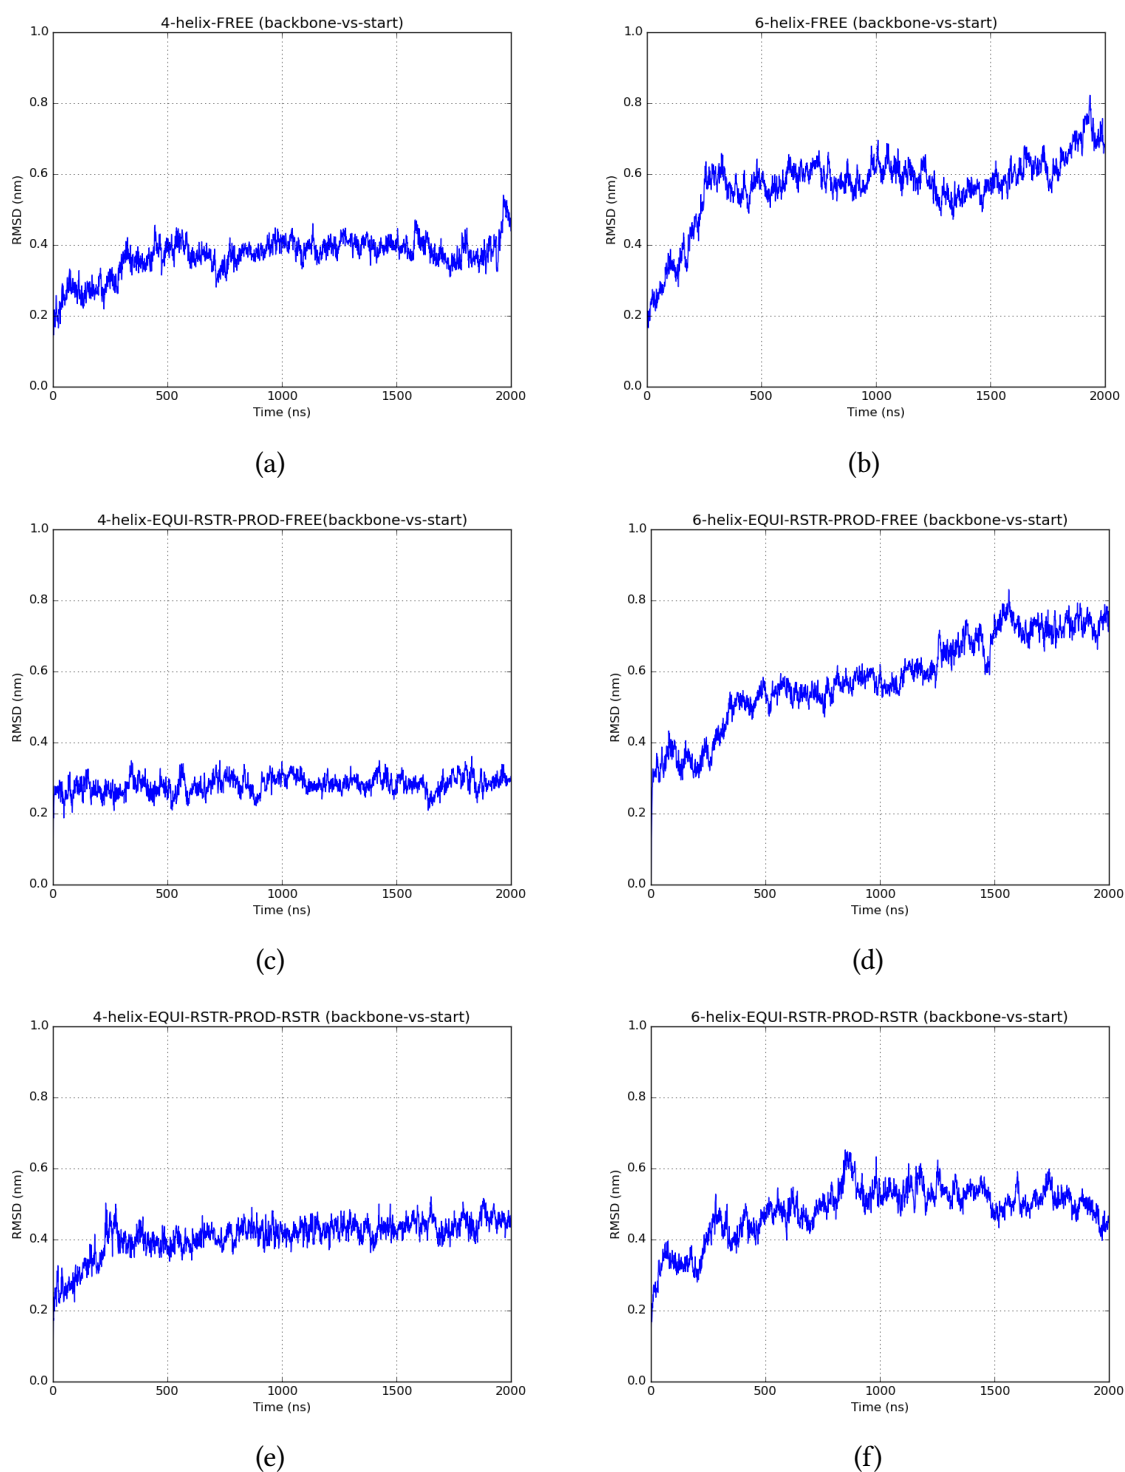 4-helix-FREE (backbone-vs-start)
1.0
0.8
0.6
0.4
0.2
0.0
RMSD (nm)
0 500 1000 1500 2000
Time (ns)
(a)
6-helix-FREE (backbone-vs-start)
1.0
0.8
0.6
0.4
0.2
0.0
RMSD (nm)
0 500 1000 1500 2000
Time (ns)
(b)
4-helix-EQUI-RSTR-PROD-FREE(backbone-vs-start)
1.0
0.8
0.6
0.4
0.2
0.0
RMSD (nm)
0 500 1000 1500 2000
Time (ns)
(c)
6-helix-EQUI-RSTR-PROD-FREE (backbone-vs-start)
1.0
0.8
0.6
0.4
0.2
0.0
RMSD (nm)
0 500 1000 1500 2000
Time (ns)
(d)
4-helix-EQUI-RSTR-PROD-RSTR (backbone-vs-start)
1.0
0.8
0.6
0.4
0.2
0.0
RMSD (nm)
0 500 1000 1500 2000
Time (ns)
(e)
6-helix-EQUI-RSTR-PROD-RSTR (backbone-vs-start)
1.0
0.8
0.6
0.4
0.2
0.0
RMSD (nm)
0 500 1000 1500 2000
Time (ns)
(f)